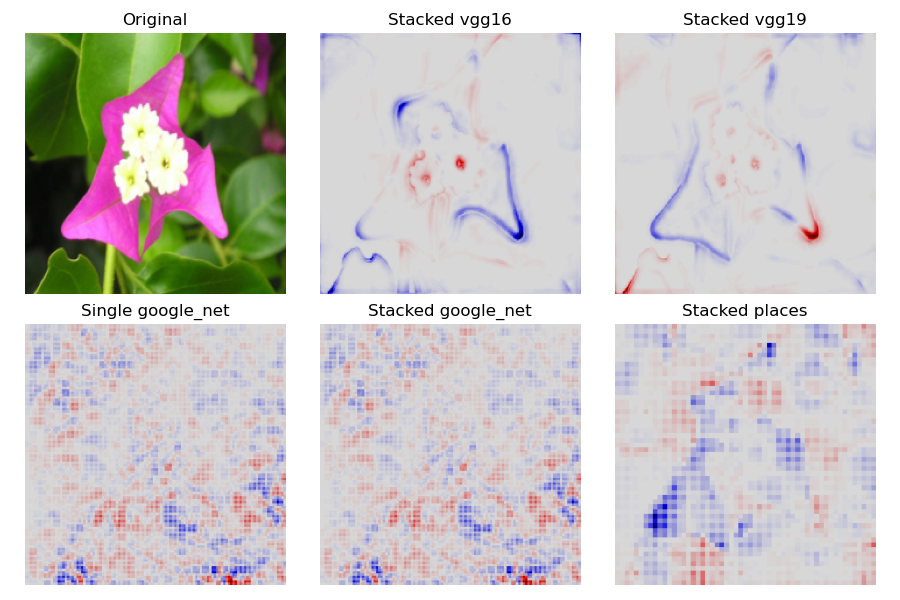 Original
Stacked vgg16
Stacked vgg19
Single google_net
Stacked google_net
Stacked places